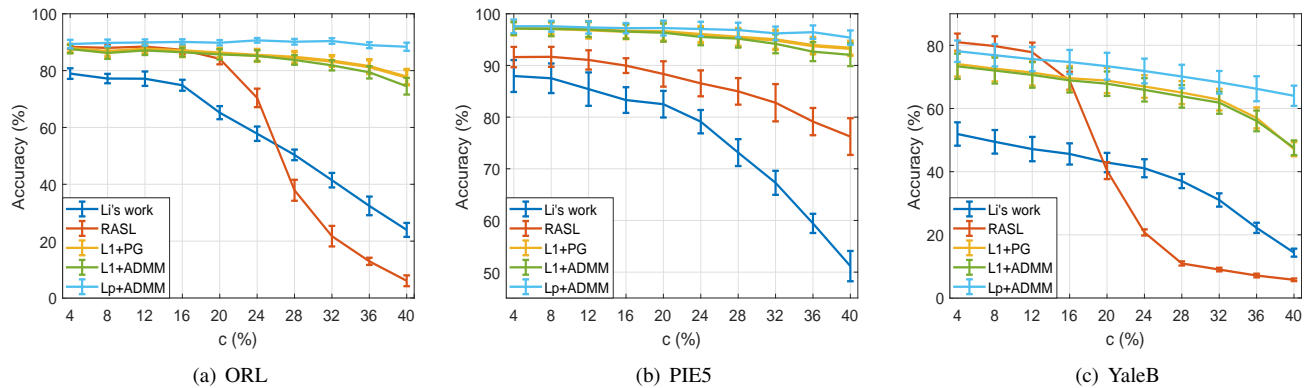 100
80
60
40
20
0
Accuracy (%)
Li's work
RASL
L1+PG
L1+ADMM
Lp+ADMM
4 8 12 16 20 24 28 32 36 40
c (%)
(a) ORL
100
90
80
70
60
50
Accuracy (%)
Li's work
RASL
L1+PG
L1+ADMM
Lp+ADMM
4 8 12 16 20 24 28 32 36 40
c (%)
(b) PIE5
100
80
60
40
20
0
Accuracy (%)
Li's work
RASL
L1+PG
L1+ADMM
Lp+ADMM
4 8 12 16 20 24 28 32 36 40
c (%)
(c) YaleB